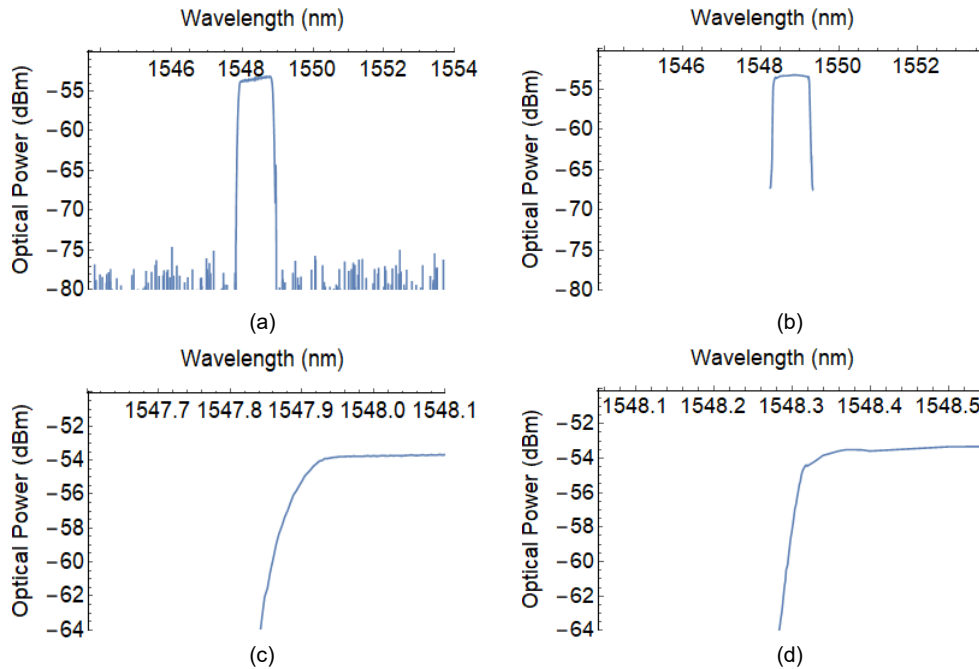 Wavelength (nm)
1546 1548 1550 1552 1554
Optical Power (dBm)
−55
−60
−65
−70
−75
−80
(a)
Wavelength (nm)
1546 1548 1550 1552
Optical Power (dBm)
−55
−60
−65
−70
−75
−80
(b)
Wavelength (nm)
1547.7 1547.8 1547.9 1548.0 1548.1
Optical Power (dBm)
−52
−54
−56
−58
−60
−62
−64
(c)
Wavelength (nm)
1548.1 1548.2 1548.3 1548.4 1548.5
Optical Power (dBm)
−52
−54
−56
−58
−60
−62
−64
(d)